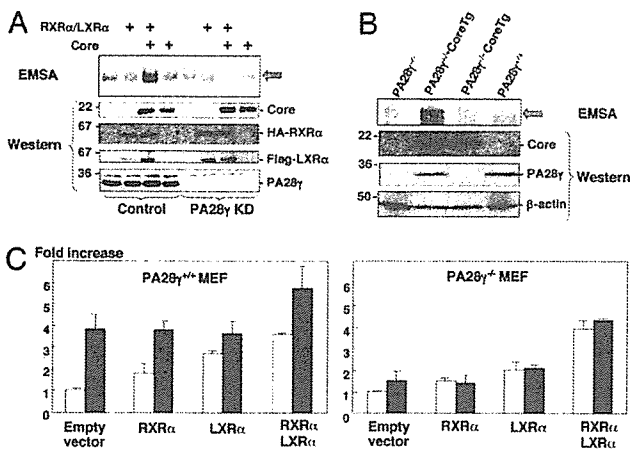 A
RXRα/LXRα + + + +
Core + + + +
EMSA
Western
22
67
67
36
Core
HA-RXRα
Flag-LXRα
PA28γ
Control PA28γ KD
B
PA28γ-/-
PA28γ+/+CoreTg
PA28γ-/-CoreTg
PA28γ+/+
EMSA
22
36
50
Core
PA28γ
β-actin
Western
C
Fold increase
PA28γ+/+ MEF
6
5
4
3
2
1
0
Empty vector
RXRα
LXRα
RXRα LXRα
PA28γ-/- MEF
6
5
4
3
2
1
0
Empty vector
RXRα
LXRα
RXRα LXRα